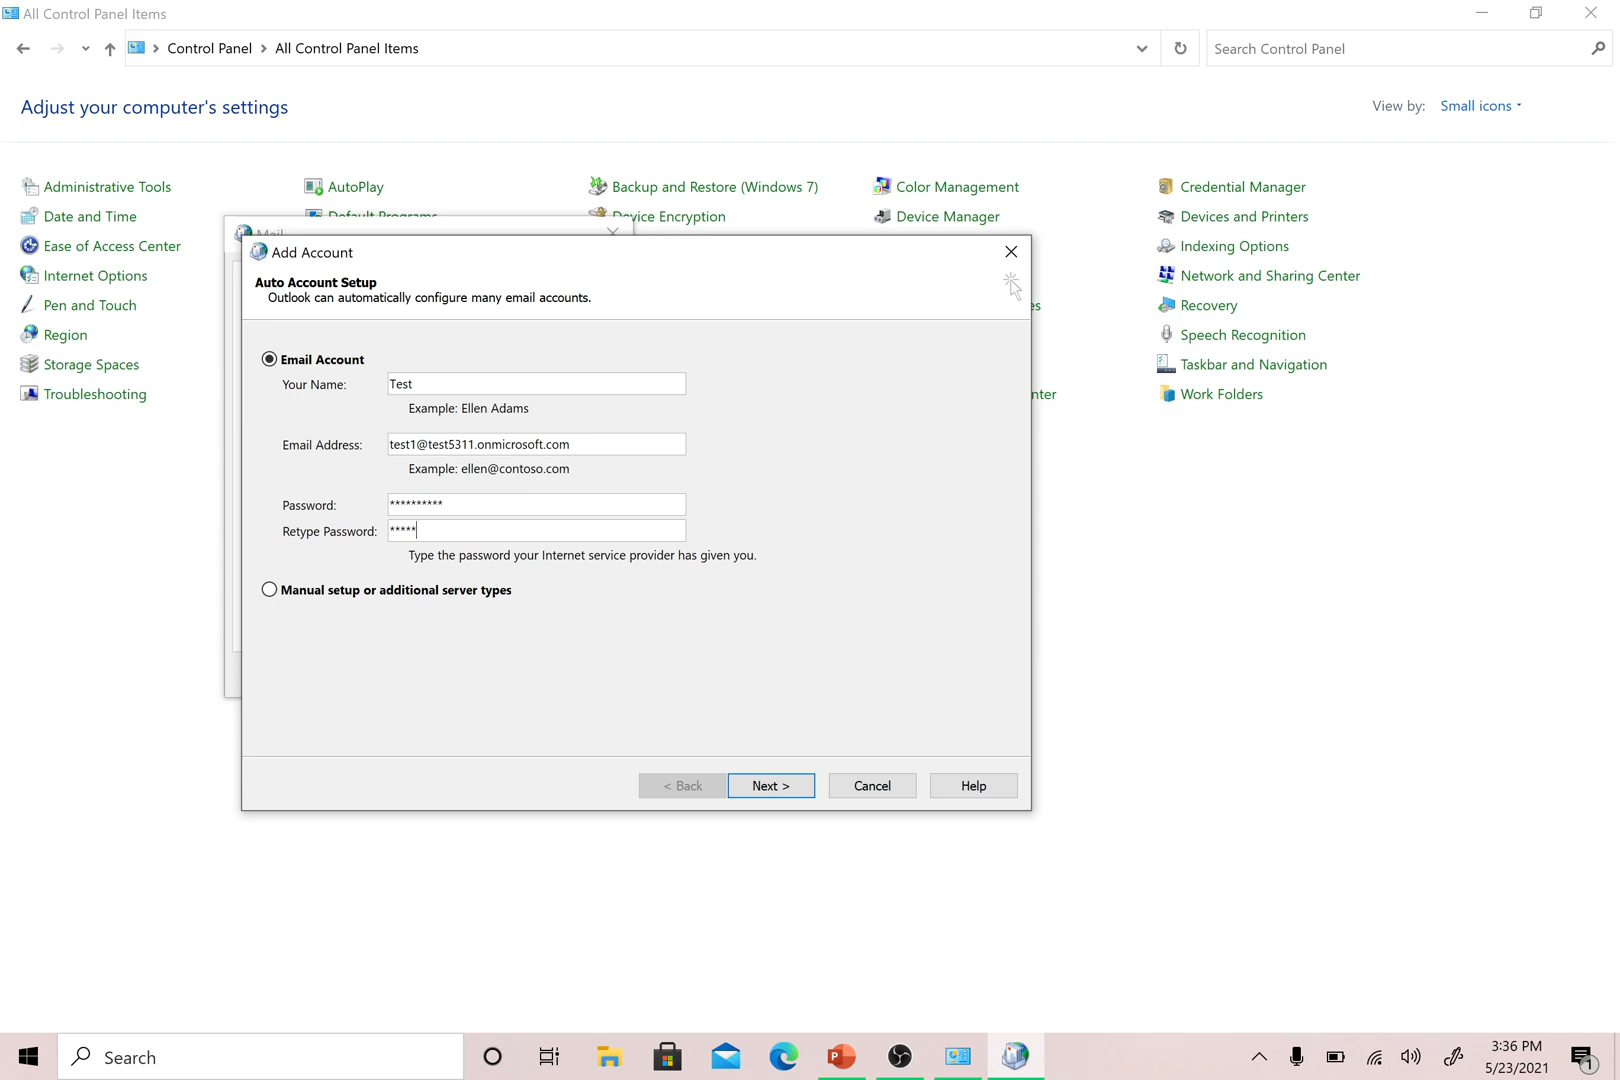 All Control Panel Items
Control Panel > All Control Panel Items
Search Control Panel
Adjust your computer's settings
View by: Small icons
Administrative Tools
AutoPlay
Backup and Restore (Windows 7)
Color Management
Credential Manager
Date and Time
Default Programs
Device Encryption
Device Manager
Devices and Printers
Ease of Access Center
Indexing Options
Internet Options
Network and Sharing Center
Pen and Touch
es
Recovery
Region
Speech Recognition
Storage Spaces
Taskbar and Navigation
Troubleshooting
nter
Work Folders
Mail
Add Account
Auto Account Setup
Outlook can automatically configure many email accounts.
Email Account
Your Name: Test
Example: Ellen Adams
Email Address: test1@test5311.onmicrosoft.com
Example: ellen@contoso.com
Password: **********
Retype Password: *****
Type the password your Internet service provider has given you.
Manual setup or additional server types
< Back
Next >
Cancel
Help
Search
3:36 PM
5/23/2021
1